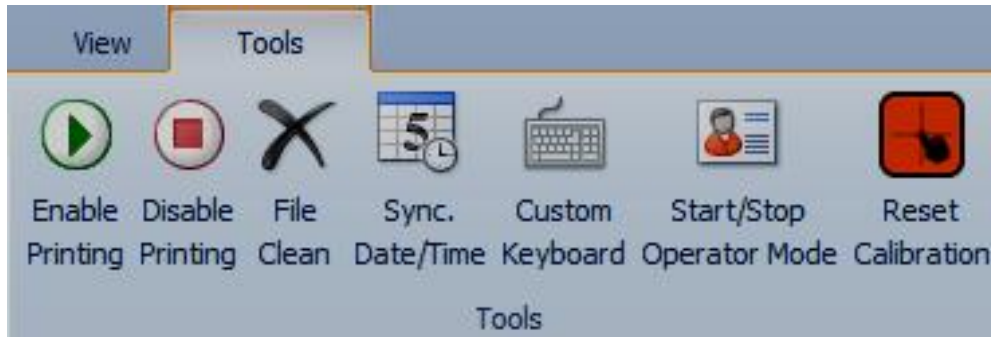 View Tools
Enable Disable File Sync. Custom Start/Stop Reset
Printing Printing Clean Date/Time Keyboard Operator Mode Calibration
Tools